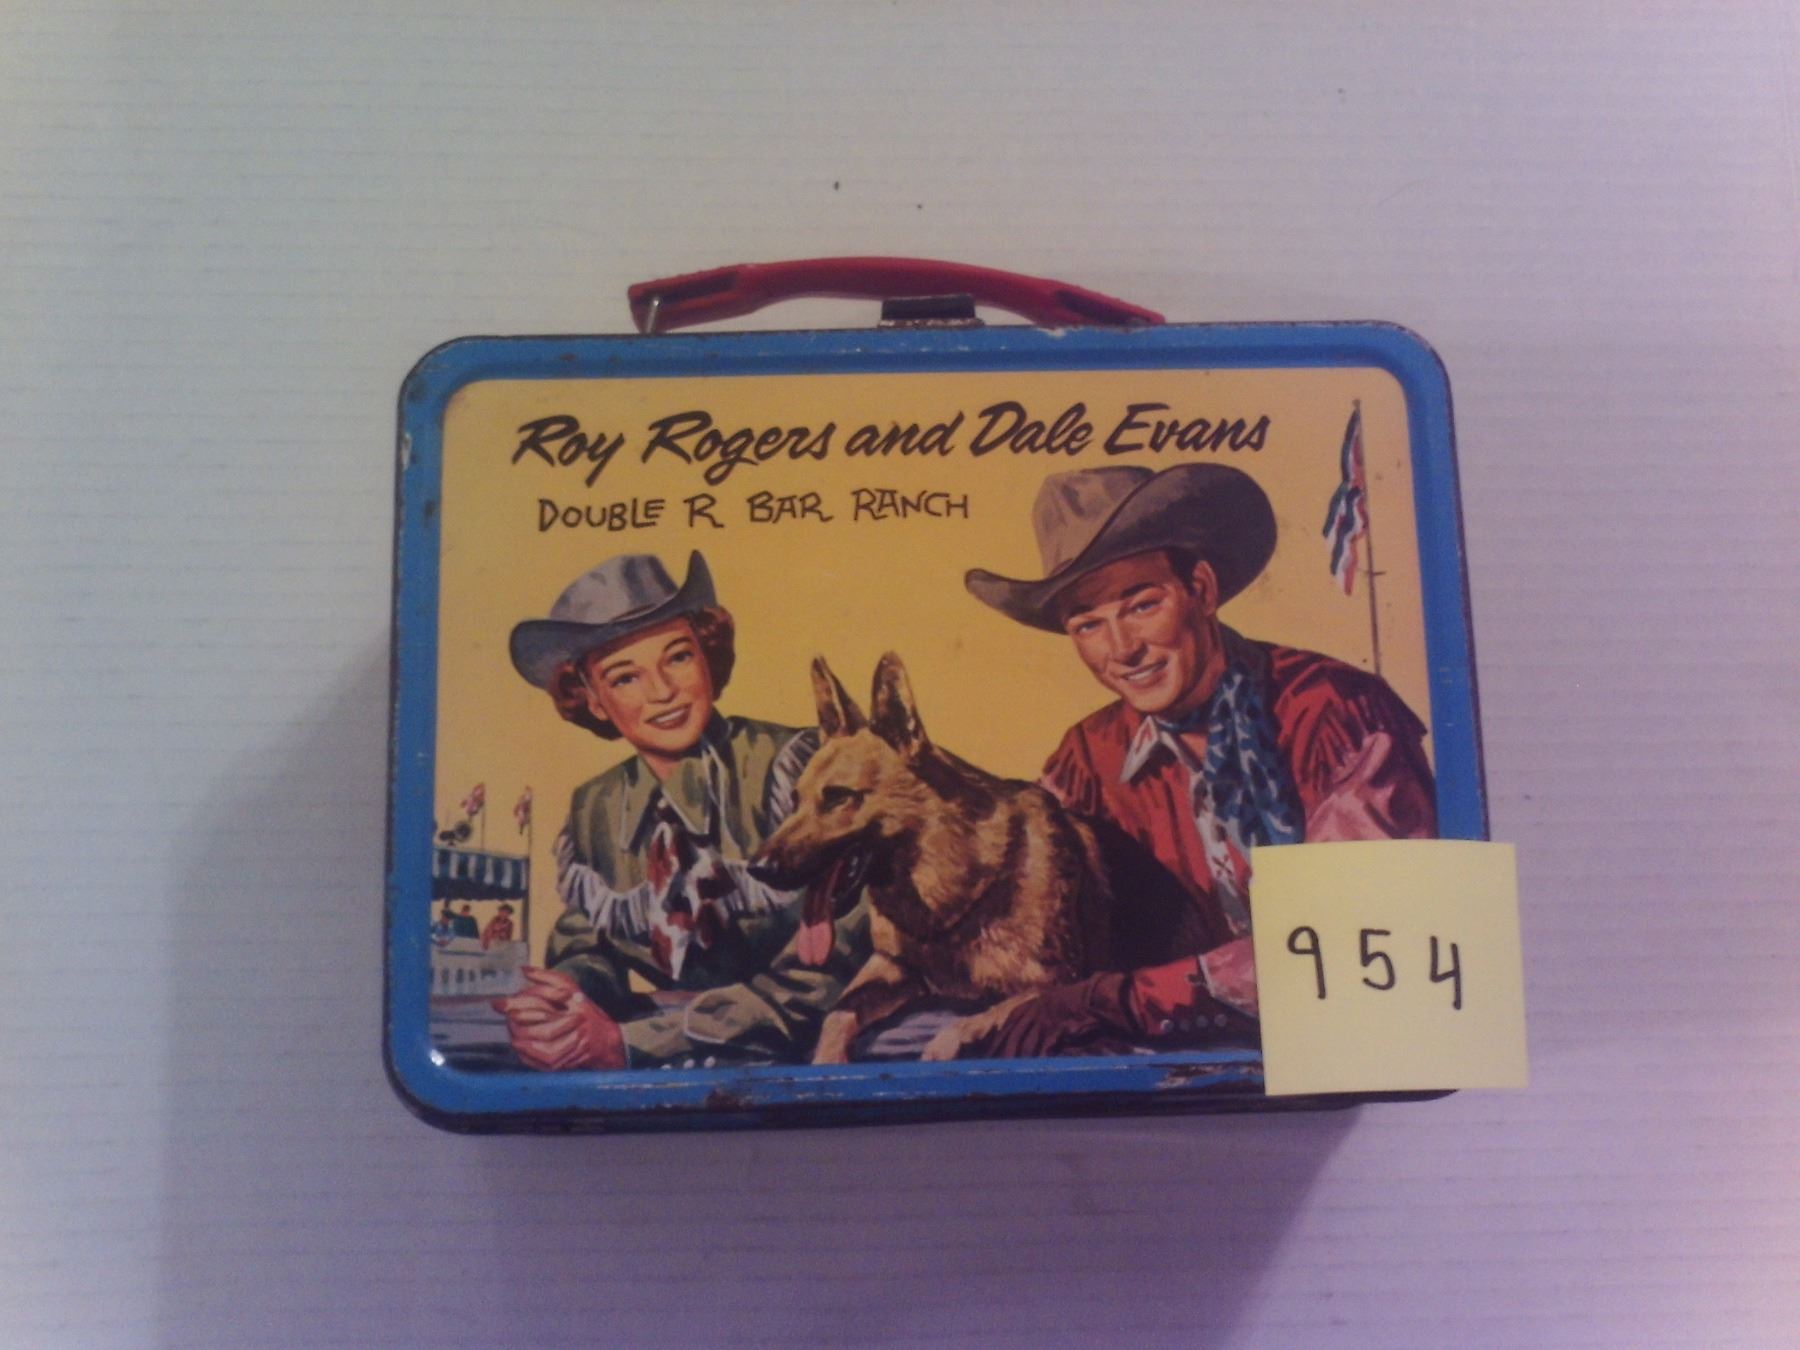 Roy Rogers and Dale Evans
DOUBLE R BAR RANCH
954